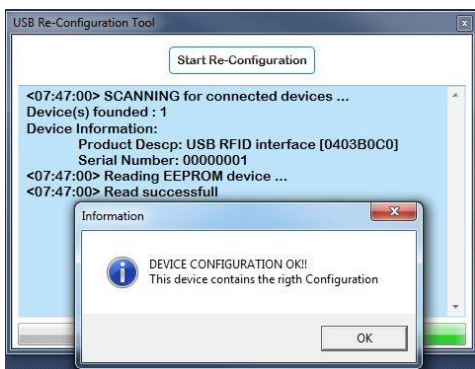 USB Re-Configuration Tool
Start Re-Configuration
<07:47:00> SCANNING for connected devices ...
Device(s) founded : 1
Device Information:
Product Descp: USB RFID interface [0403B0C0]
Serial Number: 00000001
<07:47:00> Reading EEPROM device ...
<07:47:00> Read successfull
Information
DEVICE CONFIGURATION OK!!
This device contains the rigth Configuration
OK